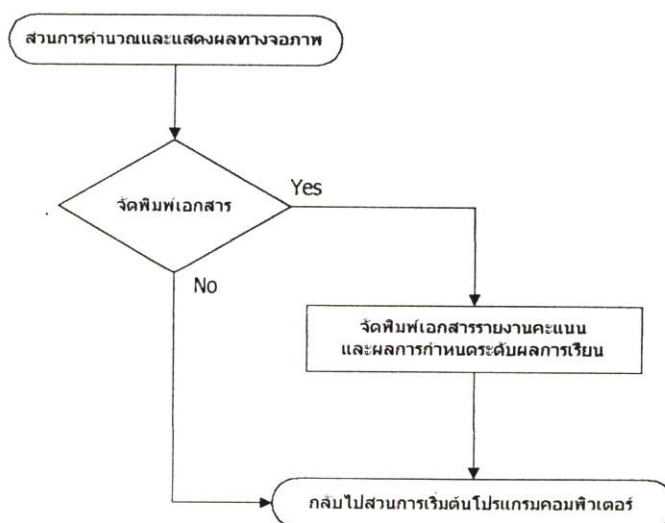 ส่วนการคำนวณและแสดงผลทางจอภาพ
จัดพิมพ์เอกสาร
Yes
No
จัดพิมพ์เอกสารรายงานคะแนน
และผลการกำหนดระดับผลการเรียน
กลับไปส่วนการเริ่มต้นโปรแกรมคอมพิวเตอร์